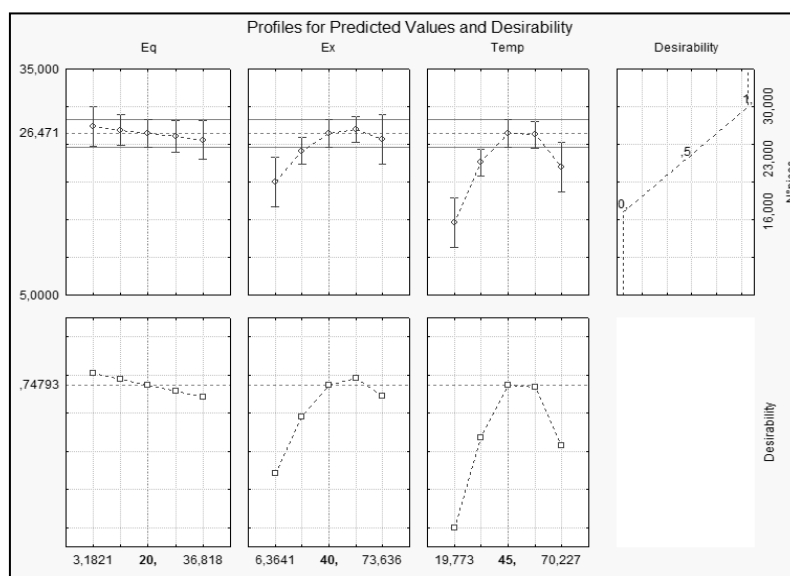 Profiles for Predicted Values and Desirability
Eq Ex Temp Desirability
35,000
26,471
5,0000
1,
,5
0,
30,000
23,000
16,000
,74793
Desirability
3,1821 20, 36,818 6,3641 40, 73,636 19,773 45, 70,227